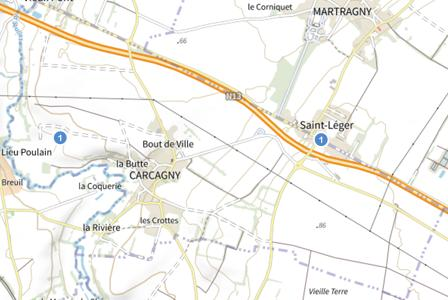 le Corniquet
MARTRAGNY
66
N13
1
Saint-Léger
1
Bout de Ville
Lieu Poulain
la Butte
CARCAGNY
Breuil
la Coquerie
les Crottes
la Rivière
86
Vieille Terre